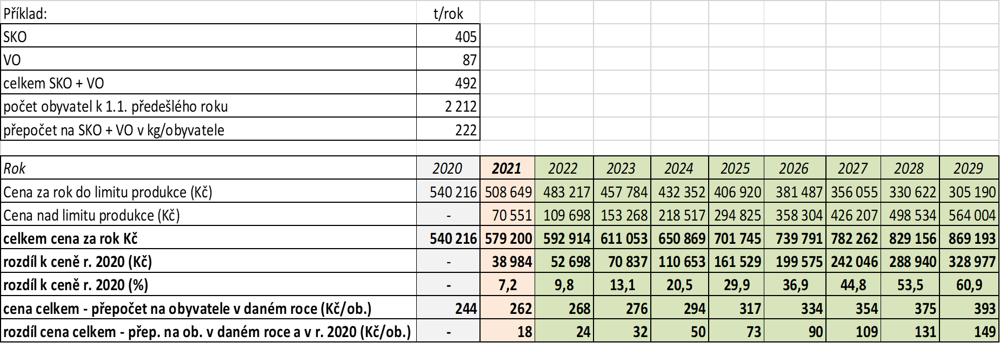 Příklad: t/rok
SKO 405
VO 87
celkem SKO + VO 492
počet obyvatel k 1.1. předešlého roku 2 212
přepočet na SKO + VO v kg/obyvatele 222
Rok 2020 2021 2022 2023 2024 2025 2026 2027 2028 2029
Cena za rok do limitu produkce (Kč) 540 216 508 649 483 217 457 784 432 352 406 920 381 487 356 055 330 622 305 190
Cena nad limitu produkce (Kč) - 70 551 109 698 153 268 218 517 294 825 358 304 426 207 498 534 564 004
celkem cena za rok Kč 540 216 579 200 592 914 611 053 650 869 701 745 739 791 782 262 829 156 869 193
rozdíl k ceně r. 2020 (Kč) - 38 984 52 698 70 837 110 653 161 529 199 575 242 046 288 940 328 977
rozdíl k ceně r. 2020 (%) - 7,2 9,8 13,1 20,5 29,9 36,9 44,8 53,5 60,9
cena celkem - přepočet na obyvatele v daném roce (Kč/ob.) 244 262 268 276 294 317 334 354 375 393
rozdíl cena celkem - přep. na ob. v daném roce a v r. 2020 (Kč/ob.) - 18 24 32 50 73 90 109 131 149